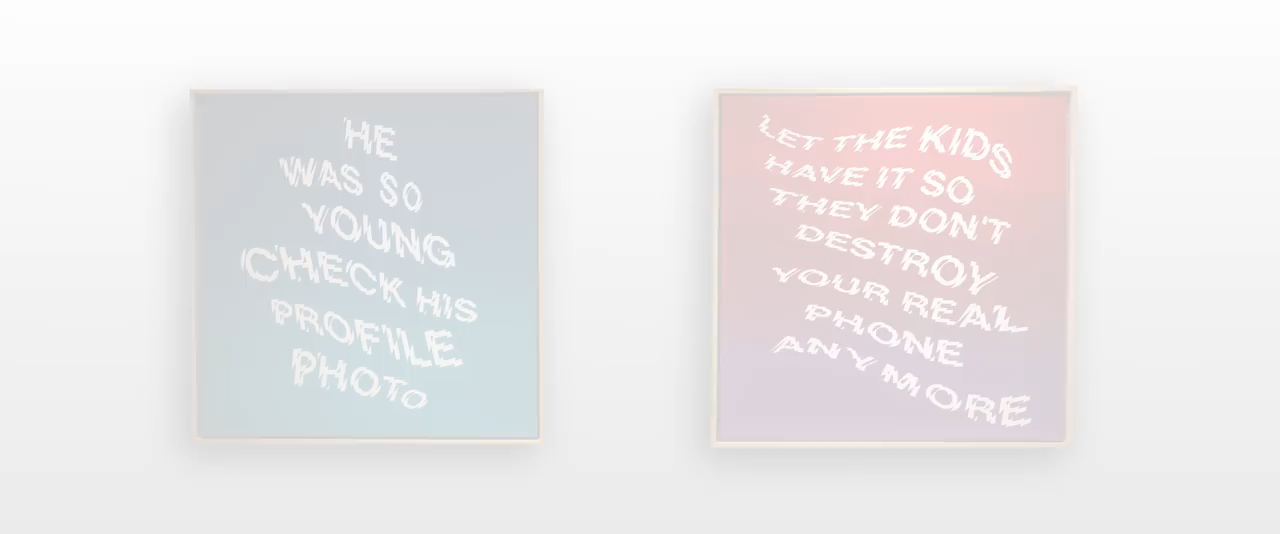 HE
WAS SO
YOUNG
CHECK HIS
PROFILE
PHOTO
LET THE KIDS
HAVE IT SO
THEY DON'T
DESTROY
YOUR REAL
PHONE
ANYMORE